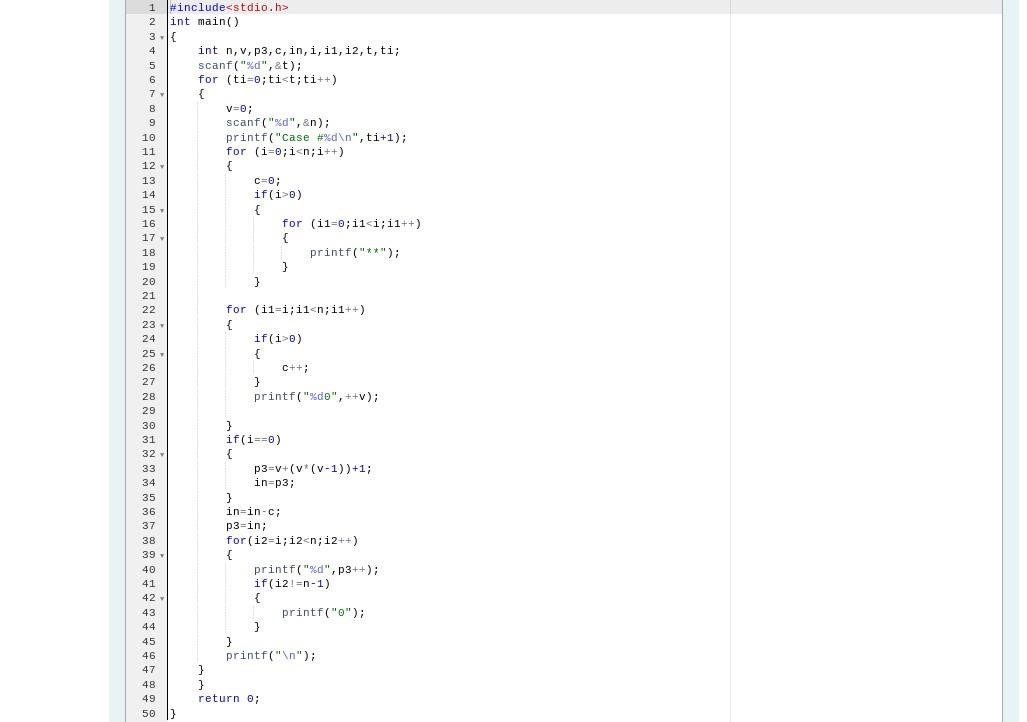 1 #include<stdio.h>
2 int main()
3 {
4     int n,v,p3,c,in,i,i1,i2,t,ti;
5     scanf("%d",&t);
6     for (ti=0;ti<t;ti++)
7     {
8         v=0;
9         scanf("%d",&n);
10         printf("Case #%d\n",ti+1);
11         for (i=0;i<n;i++)
12         {
13             c=0;
14             if(i>0)
15             {
16                 for (i1=0;i1<i;i1++)
17                 {
18                     printf("**");
19                 }
20             }
21
22         for (i1=i;i1<n;i1++)
23         {
24             if(i>0)
25             {
26                 c++;
27             }
28             printf("%d0",++v);
29
30         }
31         if(i==0)
32         {
33             p3=v+(v*(v-1))+1;
34             in=p3;
35         }
36         in=in-c;
37         p3=in;
38         for(i2=i;i2<n;i2++)
39         {
40             printf("%d",p3++);
41             if(i2!=n-1)
42             {
43                 printf("0");
44             }
45         }
46         printf("\n");
47     }
48     }
49     return 0;
50 }